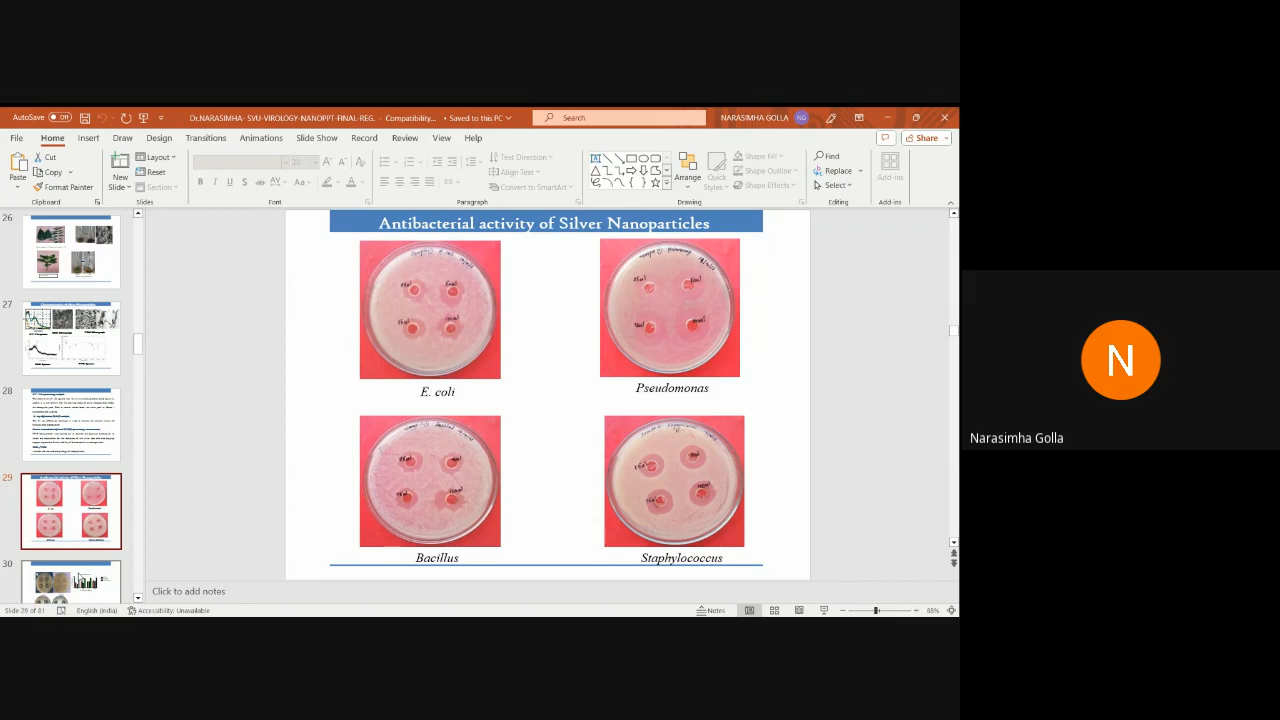 AutoSave Off
Dr.NARASIMHA- SVU-VIROLOGY-NANOPPT-FINAL-REG. - Compatibility... • Saved to this PC
Search
NARASIMHA GOLLA NG
File Home Insert Draw Design Transitions Animations Slide Show Record Review View Help
Share
Paste
Cut
Copy
Format Painter
Clipboard
New
Slide
Layout
Reset
Section
Slides
20
Font
Text Direction
Align Text
Convert to SmartArt
Paragraph
Arrange
Quick
Styles
Shape Fill
Shape Outline
Shape Effects
Drawing
Find
Replace
Select
Editing
Add-ins
Add-ins
26
27
28
29
30
Antibacterial activity of Silver Nanoparticles
E. coli
Pseudomonas
Bacillus
Staphylococcus
Click to add notes
Slide 29 of 81
English (India)
Accessibility: Unavailable
Notes
88%
N
Narasimha Golla